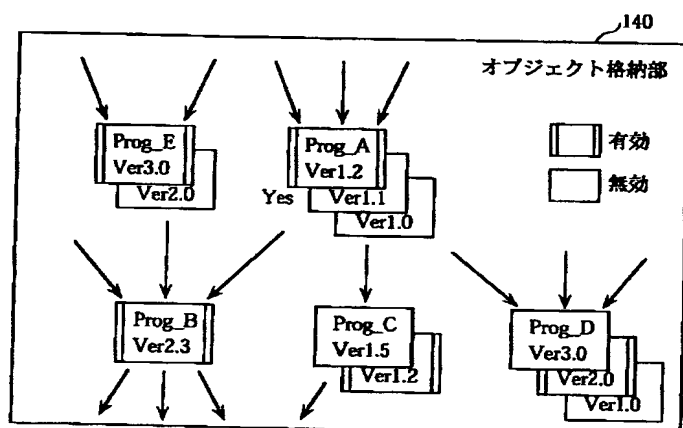 140
オブジェクト格納部
有効
無効
Prog_E
Ver3.0
Ver2.0
Prog_A
Ver1.2
Ver1.1
Ver1.0
Yes
Prog_B
Ver2.3
Prog_C
Ver1.5
Ver1.2
Prog_D
Ver3.0
Ver2.0
Ver1.0